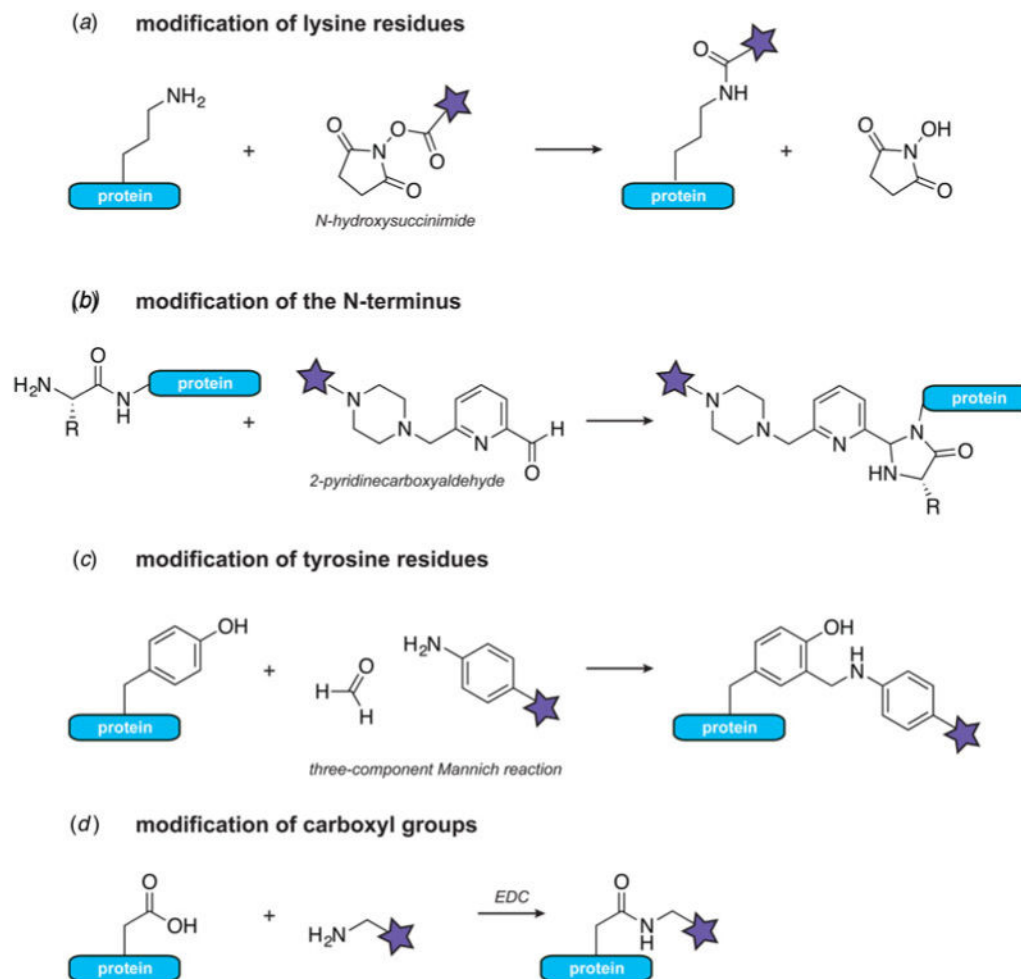 (a) modification of lysine residues
O
NH2
NH
O
O
O
OH
N
+
N
O
+
protein
O
protein
O
N-hydroxysuccinimide
(b) modification of the N-terminus
O
H2N
protein
N
H
R
+
N
N
N
H
O
2-pyridinecarboxyaldehyde
protein
N
N
N
N
O
HN
R
(c) modification of tyrosine residues
OH
+
H2N
O
H
H
OH
H
N
protein
protein
three-component Mannich reaction
(d) modification of carboxyl groups
O
OH
+
H2N
EDC
O
N
H
protein
protein